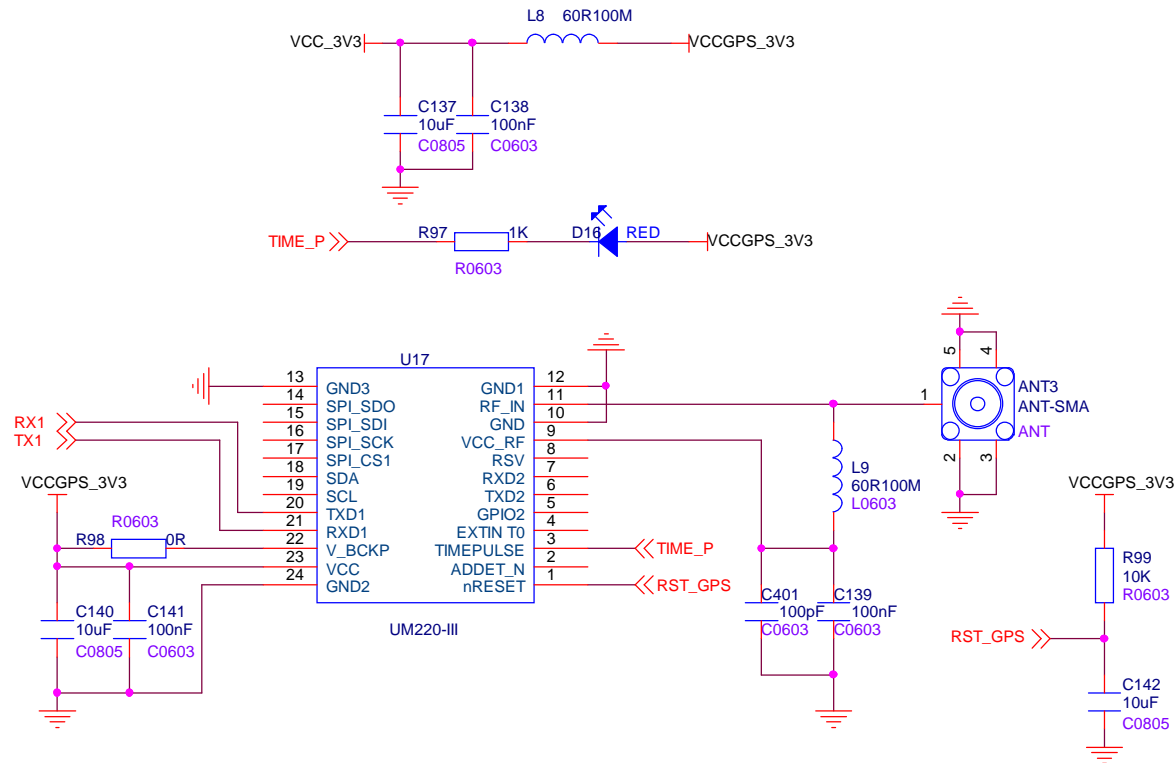 L8 60R100M
VCC_3V3
VCCGPS_3V3
C137
10uF
C0805
C138
100nF
C0603
TIME_P
R97
1K
R0603
D16
RED
VCCGPS_3V3
U17
13
14
15
16
17
18
19
20
21
22
23
24
GND3
SPI_SDO
SPI_SDI
SPI_SCK
SPI_CS1
SDA
SCL
TXD1
RXD1
V_BCKP
VCC
GND2
GND1
RF_IN
GND
VCC_RF
RSV
RXD2
TXD2
GPIO2
EXTIN T0
TIMEPULSE
ADDET_N
nRESET
12
11
10
9
8
7
6
5
4
3
2
1
UM220-III
RX1
TX1
VCCGPS_3V3
R0603
R98
0R
C140
10uF
C0805
C141
100nF
C0603
TIME_P
RST_GPS
L9
60R100M
L0603
C401
100pF
C0603
C139
100nF
C0603
5
4
1
2
3
ANT3
ANT-SMA
ANT
VCCGPS_3V3
R99
10K
R0603
RST_GPS
C142
10uF
C0805